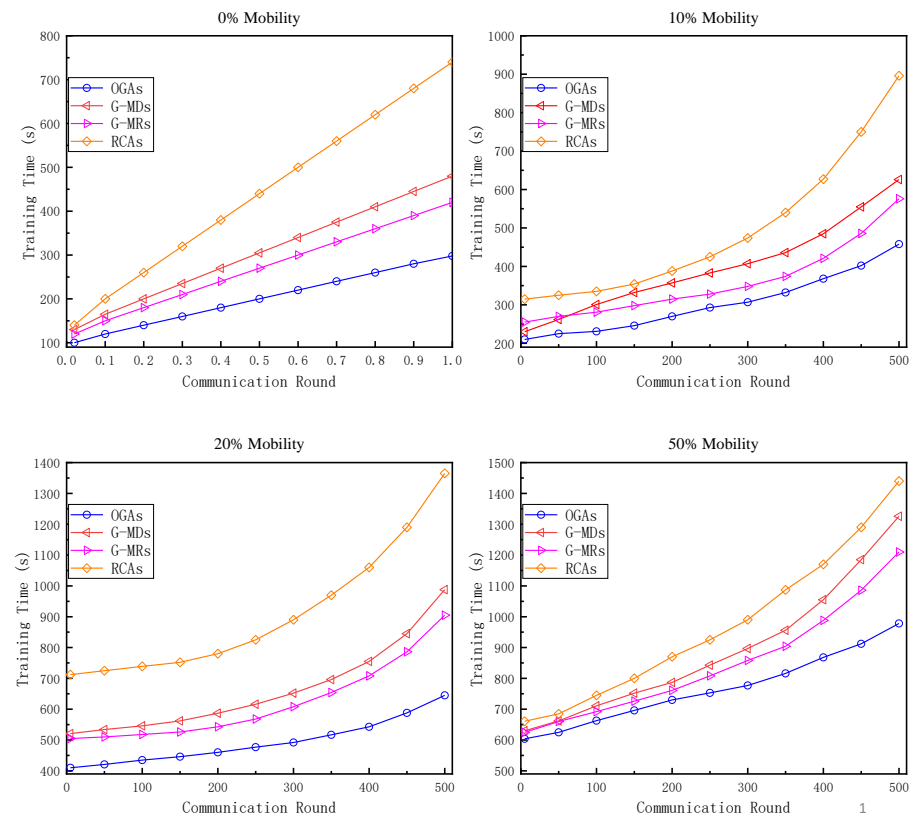 0% Mobility
Training Time (s)
800
700
600
500
400
300
200
100
OGAs
G-MDs
G-MRs
RCAs
0.0 0.1 0.2 0.3 0.4 0.5 0.6 0.7 0.8 0.9 1.0
Communication Round
10% Mobility
Training Time (s)
1000
900
800
700
600
500
400
300
200
OGAs
G-MDs
G-MRs
RCAs
0 100 200 300 400 500
Communication Round
20% Mobility
Training Time (s)
1400
1300
1200
1100
1000
900
800
700
600
500
400
OGAs
G-MDs
G-MRs
RCAs
0 100 200 300 400 500
Communication Round
50% Mobility
Training Time (s)
1500
1400
1300
1200
1100
1000
900
800
700
600
500
OGAs
G-MDs
G-MRs
RCAs
0 100 200 300 400 500
Communication Round
1